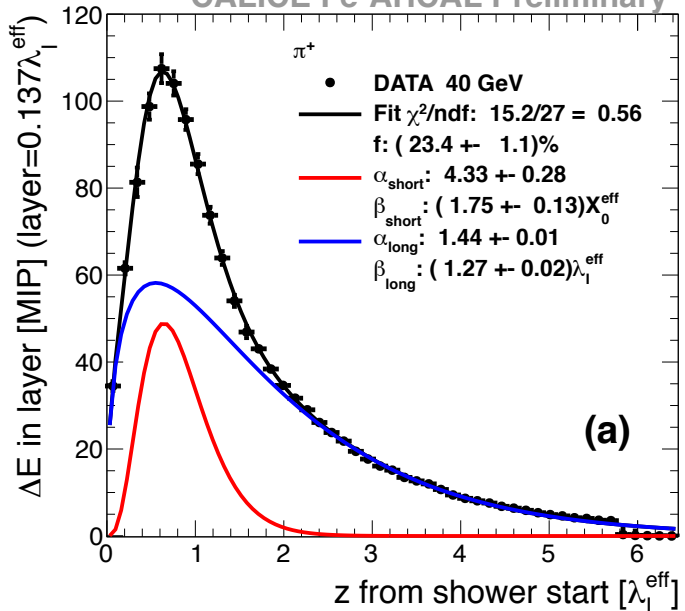 CALICE Fe-AHCAL Preliminary
π+
DATA 40 GeV
Fit χ²/ndf: 15.2/27 = 0.56
f: ( 23.4 +- 1.1)%
α_short: 4.33 +- 0.28
β_short: ( 1.75 +- 0.13)X_0^eff
α_long: 1.44 +- 0.01
β_long: ( 1.27 +- 0.02)λ_I^eff
(a)
ΔE in layer [MIP] (layer=0.137λ_I^eff)
120
100
80
60
40
20
0
0 1 2 3 4 5 6
z from shower start [λ_I^eff]